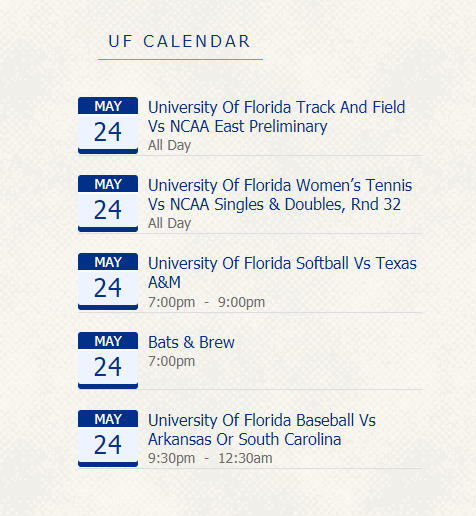 UF CALENDAR
MAY
24
University Of Florida Track And Field
Vs NCAA East Preliminary
All Day
MAY
24
University Of Florida Women’s Tennis
Vs NCAA Singles & Doubles, Rnd 32
All Day
MAY
24
University Of Florida Softball Vs Texas
A&M
7:00pm - 9:00pm
MAY
24
Bats & Brew
7:00pm
MAY
24
University Of Florida Baseball Vs
Arkansas Or South Carolina
9:30pm - 12:30am